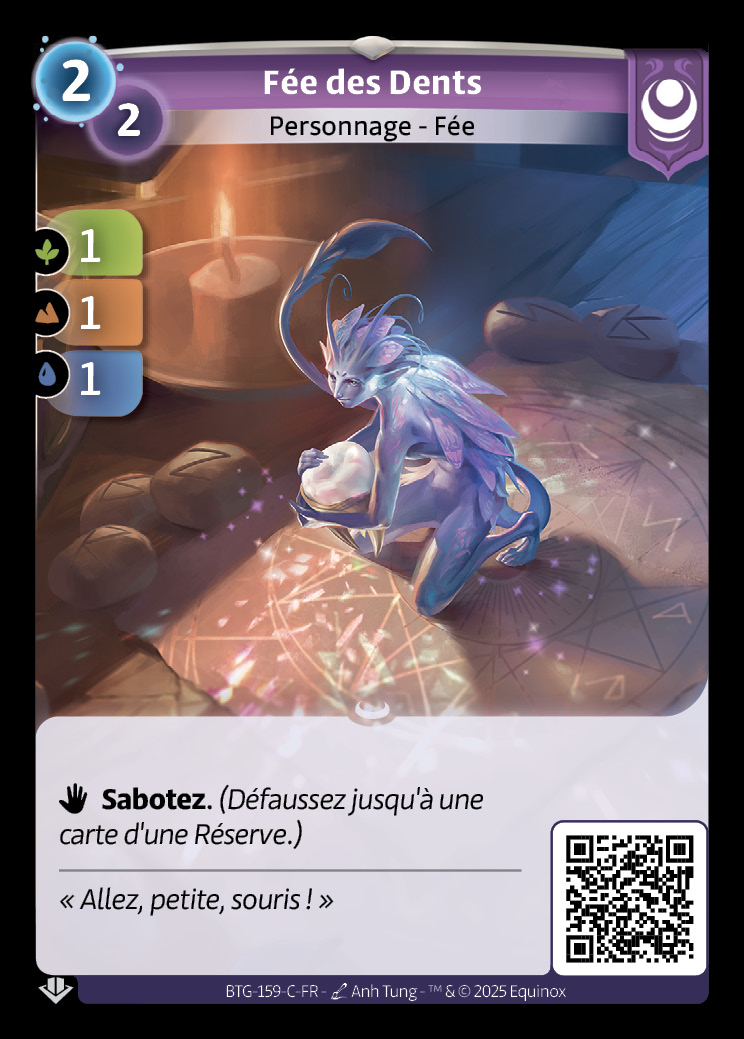 2
Fée des Dents
2
Personnage - Fée
1
1
1
Sabotez. (Défaussez jusqu'à une
carte d'une Réserve.)
« Allez, petite, souris ! »
BTG-159-C-FR - Anh Tung - ™ & © 2025 Equinox